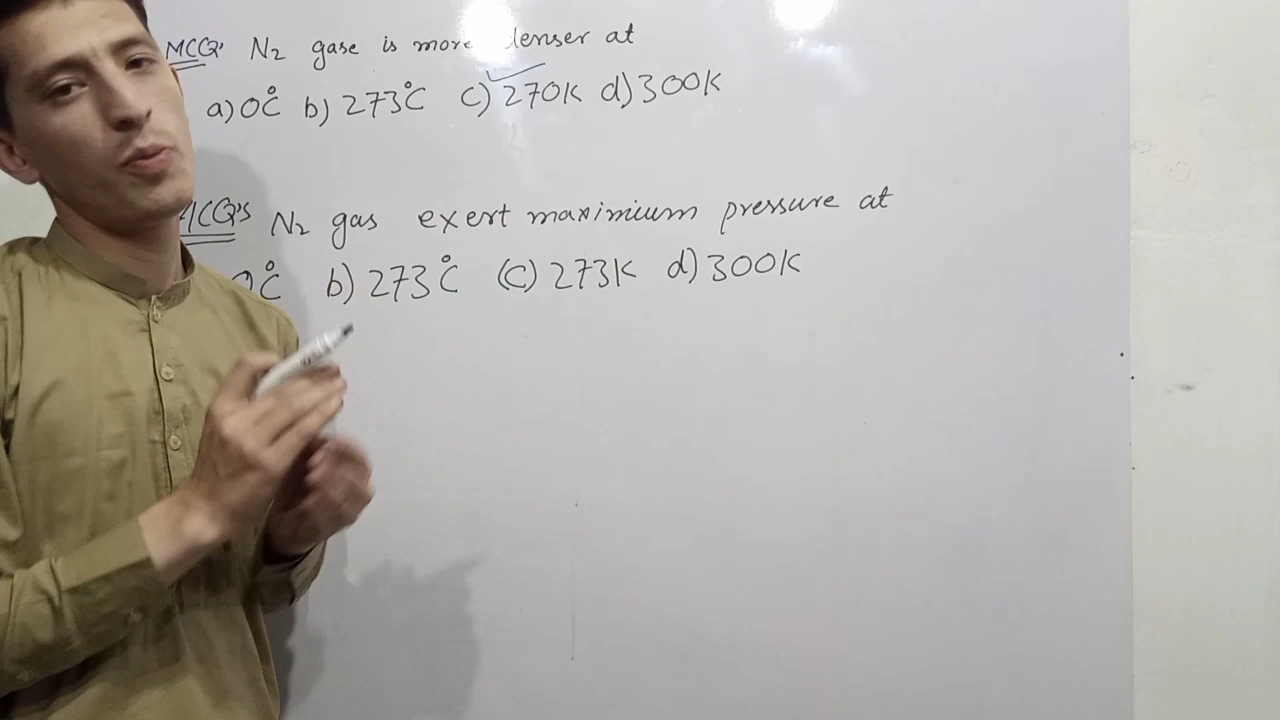 MCQ's N₂ gase is more denser at
a) 0°C b) 273°C c) 270K d) 300K
MCQ's N₂ gas exert maximium pressure at
0°C b) 273°C (C) 273K d) 300K